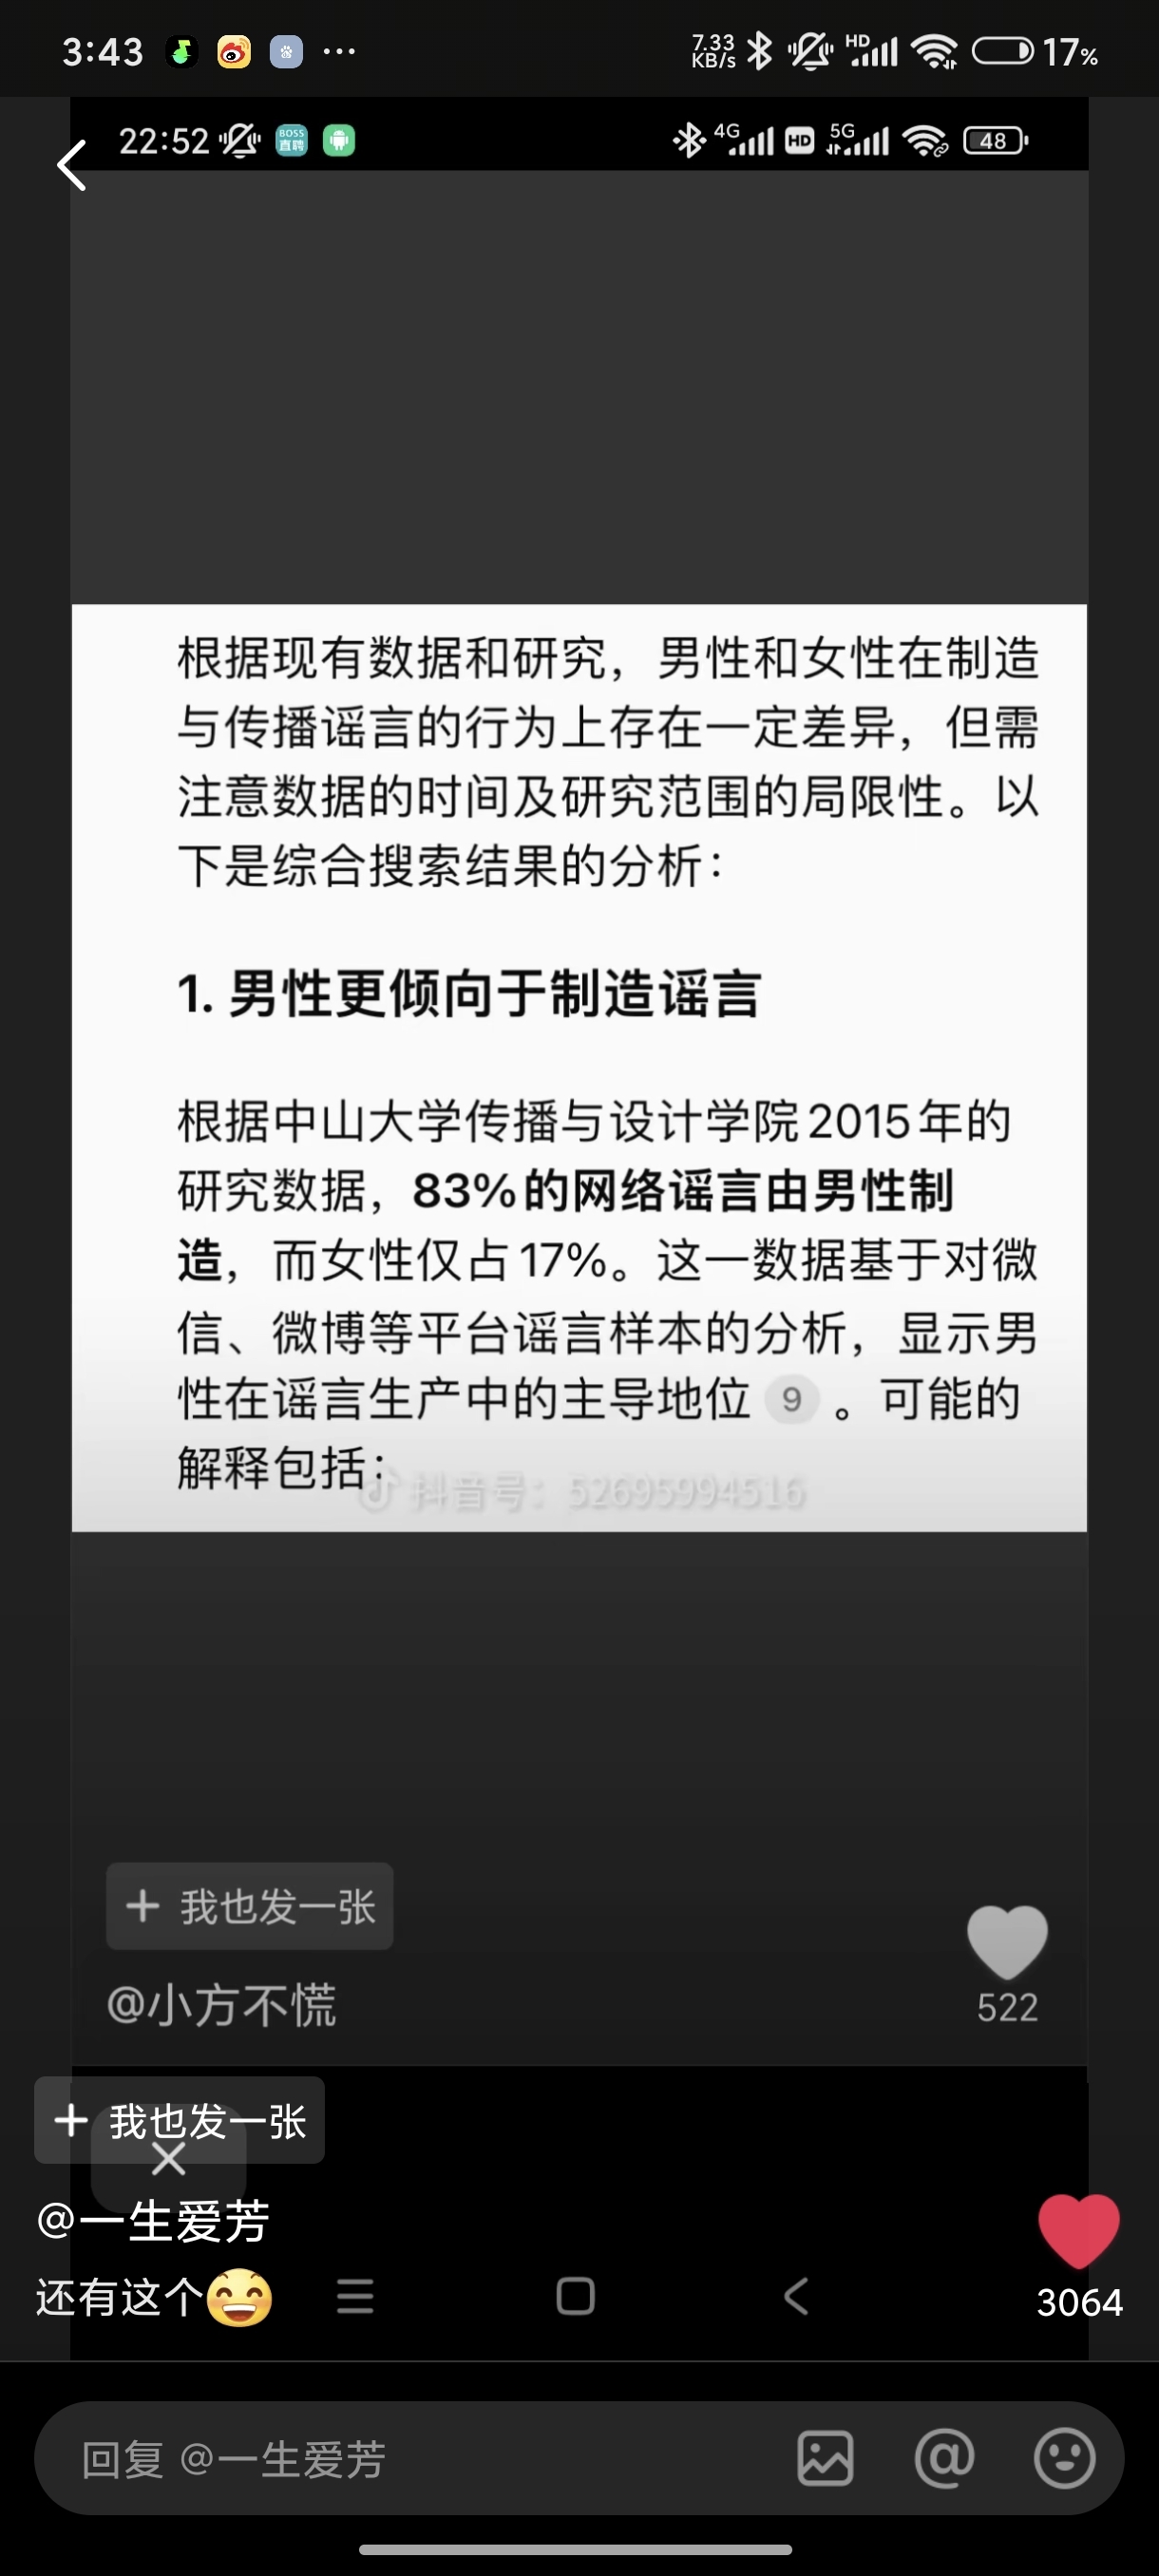 3:43
7.33
KB/s
HD
17%
22:52
BOSS
直聘
4G
HD
5G
48
根据现有数据和研究，男性和女性在制造
与传播谣言的行为上存在一定差异，但需
注意数据的时间及研究范围的局限性。以
下是综合搜索结果的分析：
1. 男性更倾向于制造谣言
根据中山大学传播与设计学院2015年的
研究数据，83%的网络谣言由男性制
造，而女性仅占17%。这一数据基于对微
信、微博等平台谣言样本的分析，显示男
性在谣言生产中的主导地位 9 。可能的
解释包括：
抖音号：52695994516
我也发一张
@小方不慌
522
我也发一张
@一生爱芳
还有这个
3064
回复 @一生爱芳